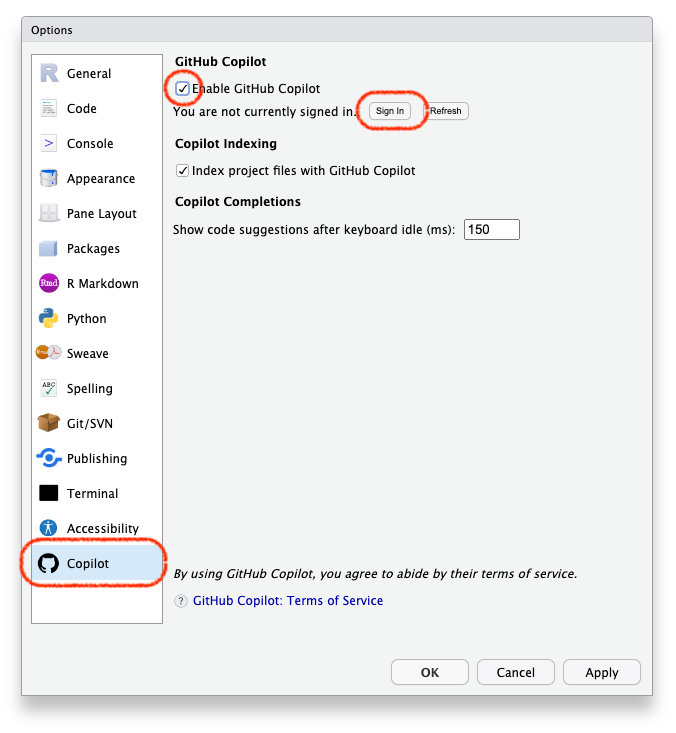 Options
General
Code
Console
Appearance
Pane Layout
Packages
Rmd R Markdown
Python
Sweave
ABC Spelling
Git/SVN
Publishing
Terminal
Accessibility
Copilot
GitHub Copilot
Enable GitHub Copilot
You are not currently signed in. Sign In Refresh
Copilot Indexing
Index project files with GitHub Copilot
Copilot Completions
Show code suggestions after keyboard idle (ms): 150
By using GitHub Copilot, you agree to abide by their terms of service.
? GitHub Copilot: Terms of Service
OK Cancel Apply